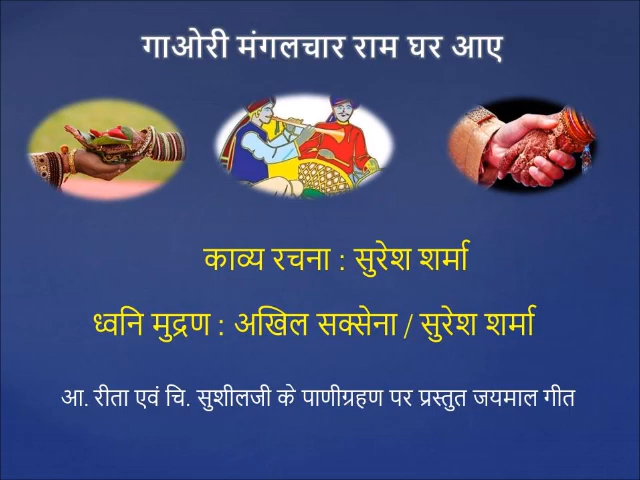 गाओरी मंगलचार राम घर आए
काव्य रचना : सुरेश शर्मा
ध्वनि मुद्रण : अखिल सक्सेना / सुरेश शर्मा
आ. रीता एवं चि. सुशीलजी के पाणीग्रहण पर प्रस्तुत जयमाल गीत